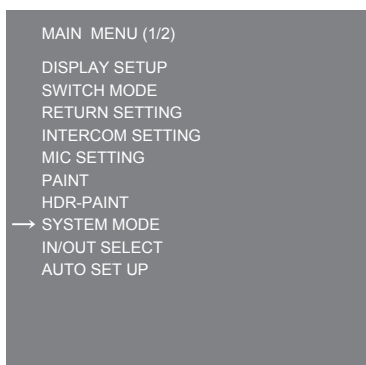 MAIN MENU (1/2)
DISPLAY SETUP
SWITCH MODE
RETURN SETTING
INTERCOM SETTING
MIC SETTING
PAINT
HDR-PAINT
→ SYSTEM MODE
IN/OUT SELECT
AUTO SET UP